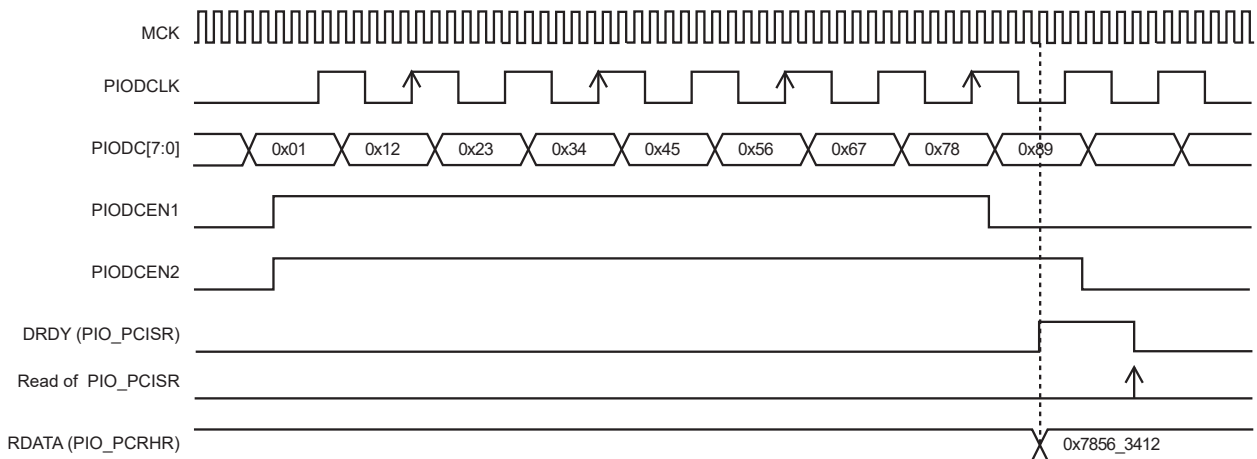 MCK
PIODCLK
PIODC[7:0] 0x01 0x12 0x23 0x34 0x45 0x56 0x67 0x78 0x89
PIODCEN1
PIODCEN2
DRDY (PIO_PCISR)
Read of PIO_PCISR
RDATA (PIO_PCRHR) 0x7856_3412